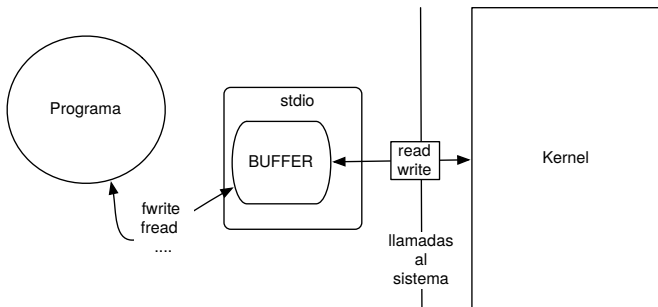 Programa
stdio
BUFFER
fwrite
fread
....
read
write
llamadas
al
sistema
Kernel